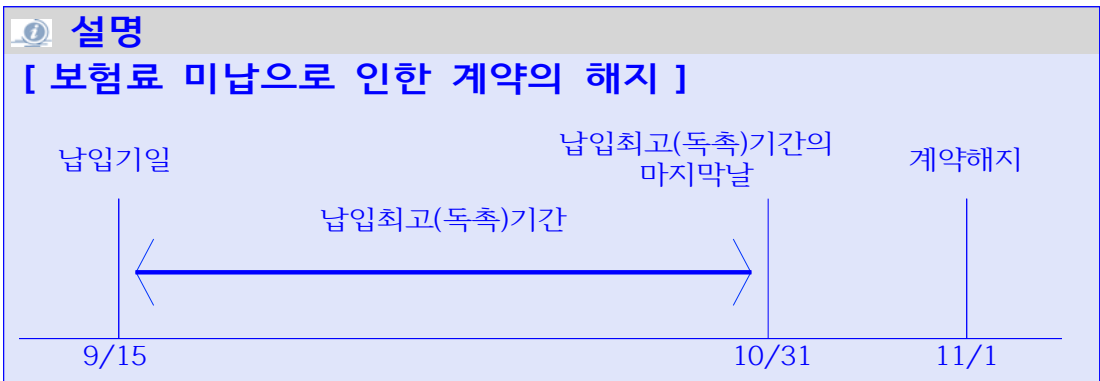 설명
[ 보험료 미납으로 인한 계약의 해지 ]
납입기일
납입최고(독촉)기간의
마지막날
계약해지
납입최고(독촉)기간
9/15
10/31
11/1